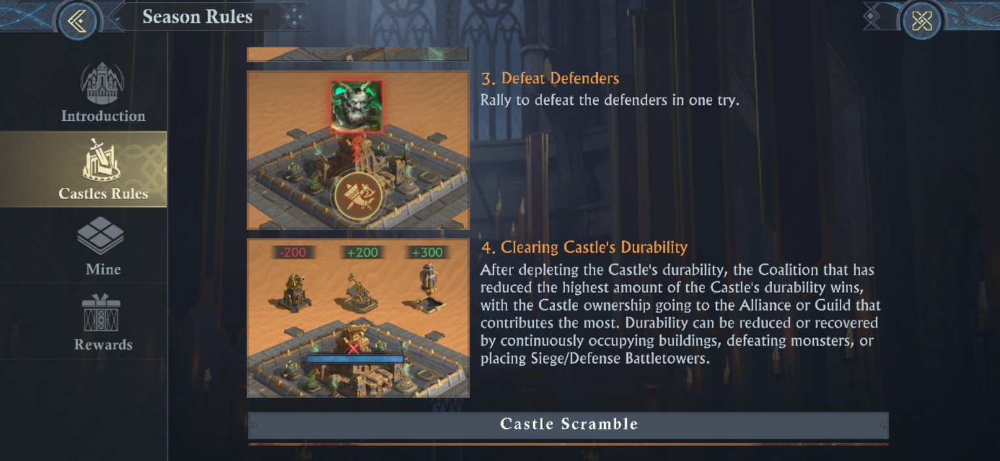 Season Rules
Introduction
Castles Rules
Mine
Rewards
3. Defeat Defenders
Rally to defeat the defenders in one try.
-200
+200
+300
4. Clearing Castle's Durability
After depleting the Castle's durability, the Coalition that has
reduced the highest amount of the Castle's durability wins,
with the Castle ownership going to the Alliance or Guild that
contributes the most. Durability can be reduced or recovered
by continuously occupying buildings, defeating monsters, or
placing Siege/Defense Battletowers.
Castle Scramble